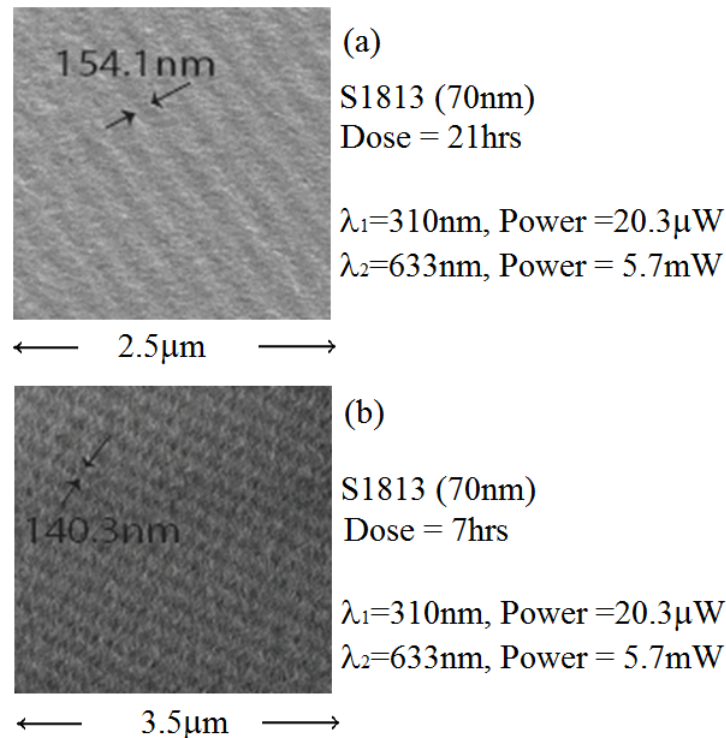 154.1nm
(a)
S1813 (70nm)
Dose = 21hrs
λ₁=310nm, Power =20.3μW
λ₂=633nm, Power = 5.7mW
2.5μm
140.3nm
(b)
S1813 (70nm)
Dose = 7hrs
λ₁=310nm, Power =20.3μW
λ₂=633nm, Power = 5.7mW
3.5μm